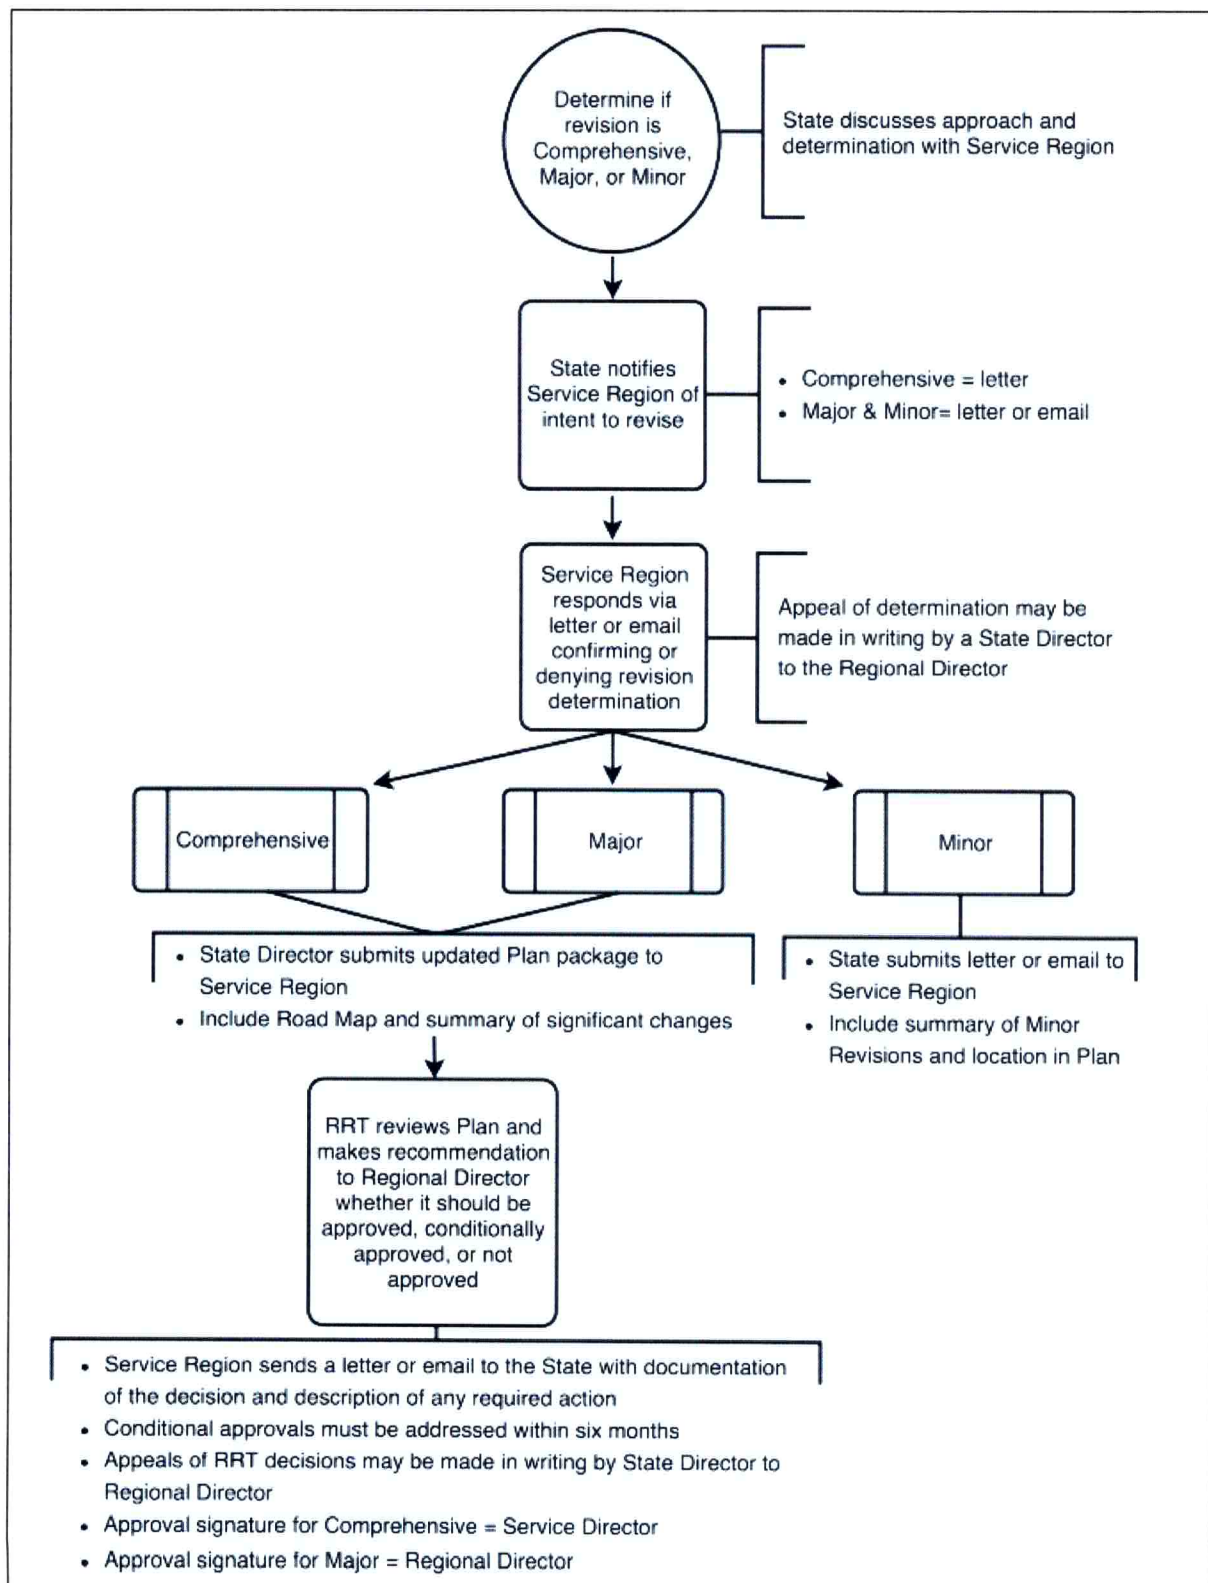 Determine if
revision is
Comprehensive,
Major, or Minor
State discusses approach and
determination with Service Region
State notifies
Service Region of
intent to revise
• Comprehensive = letter
• Major & Minor= letter or email
Service Region
responds via
letter or email
confirming or
denying revision
determination
Appeal of determination may be
made in writing by a State Director
to the Regional Director
Comprehensive
Major
Minor
• State Director submits updated Plan package to
Service Region
• Include Road Map and summary of significant changes
• State submits letter or email to
Service Region
• Include summary of Minor
Revisions and location in Plan
RRT reviews Plan and
makes recommendation
to Regional Director
whether it should be
approved, conditionally
approved, or not
approved
• Service Region sends a letter or email to the State with documentation
of the decision and description of any required action
• Conditional approvals must be addressed within six months
• Appeals of RRT decisions may be made in writing by State Director to
Regional Director
• Approval signature for Comprehensive = Service Director
• Approval signature for Major = Regional Director